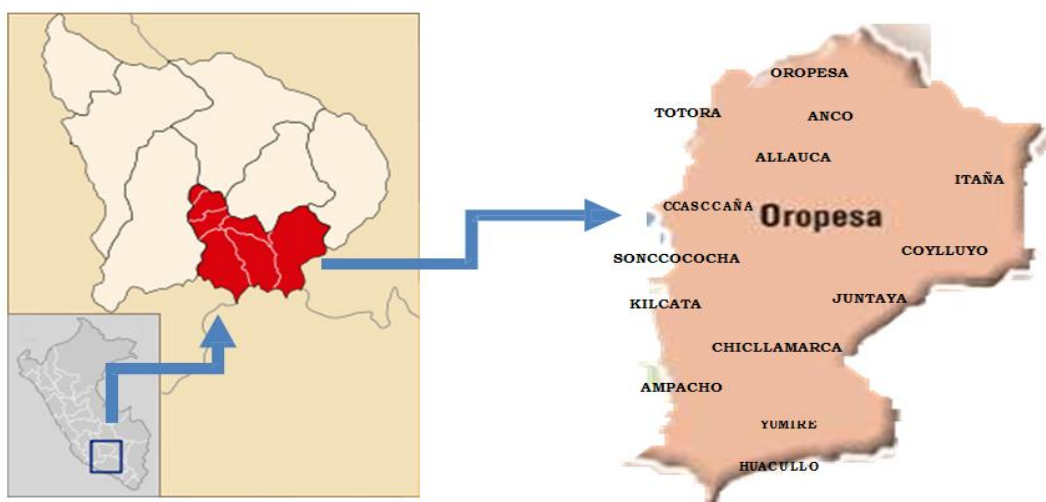 OROPESA
TOTORA
ANCO
ALLAUCA
ITAÑA
CCASCCAÑA
Oropesa
COYLLUYO
SONCCOCOCHA
JUNTAYA
KILCATA
CHICLLAMARCA
AMPACHO
YUMIRE
HUACULLO